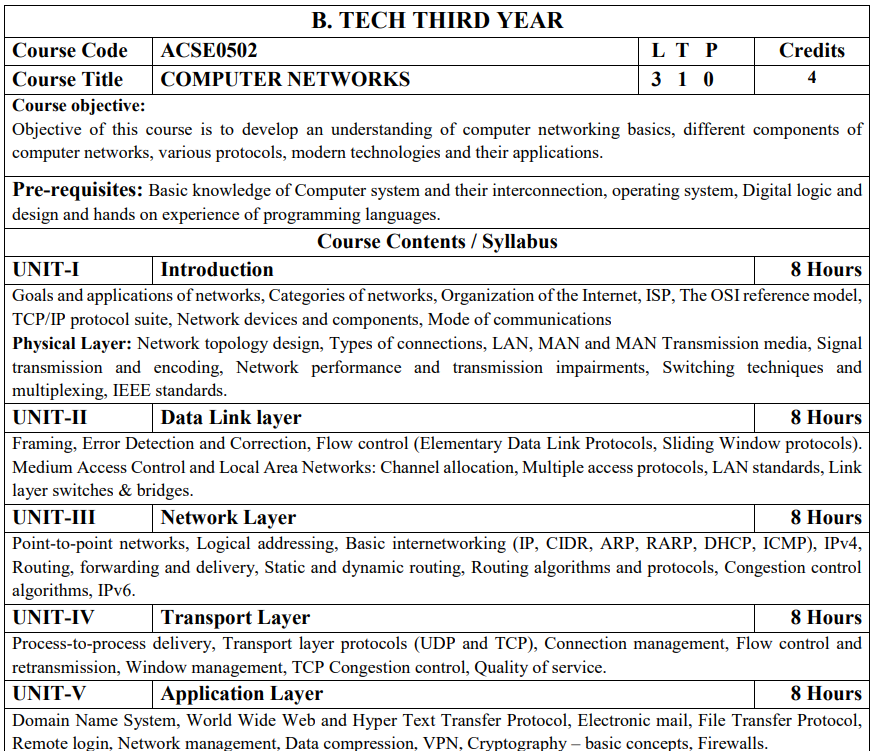 B. TECH THIRD YEAR
Course Code ACSE0502 L T P Credits
Course Title COMPUTER NETWORKS 3 1 0 4
Course objective:
Objective of this course is to develop an understanding of computer networking basics, different components of
computer networks, various protocols, modern technologies and their applications.
Pre-requisites: Basic knowledge of Computer system and their interconnection, operating system, Digital logic and
design and hands on experience of programming languages.
Course Contents / Syllabus
UNIT-I Introduction 8 Hours
Goals and applications of networks, Categories of networks, Organization of the Internet, ISP, The OSI reference model,
TCP/IP protocol suite, Network devices and components, Mode of communications
Physical Layer: Network topology design, Types of connections, LAN, MAN and MAN Transmission media, Signal
transmission and encoding, Network performance and transmission impairments, Switching techniques and
multiplexing, IEEE standards.
UNIT-II Data Link layer 8 Hours
Framing, Error Detection and Correction, Flow control (Elementary Data Link Protocols, Sliding Window protocols).
Medium Access Control and Local Area Networks: Channel allocation, Multiple access protocols, LAN standards, Link
layer switches & bridges.
UNIT-III Network Layer 8 Hours
Point-to-point networks, Logical addressing, Basic internetworking (IP, CIDR, ARP, RARP, DHCP, ICMP), IPv4,
Routing, forwarding and delivery, Static and dynamic routing, Routing algorithms and protocols, Congestion control
algorithms, IPv6.
UNIT-IV Transport Layer 8 Hours
Process-to-process delivery, Transport layer protocols (UDP and TCP), Connection management, Flow control and
retransmission, Window management, TCP Congestion control, Quality of service.
UNIT-V Application Layer 8 Hours
Domain Name System, World Wide Web and Hyper Text Transfer Protocol, Electronic mail, File Transfer Protocol,
Remote login, Network management, Data compression, VPN, Cryptography – basic concepts, Firewalls.